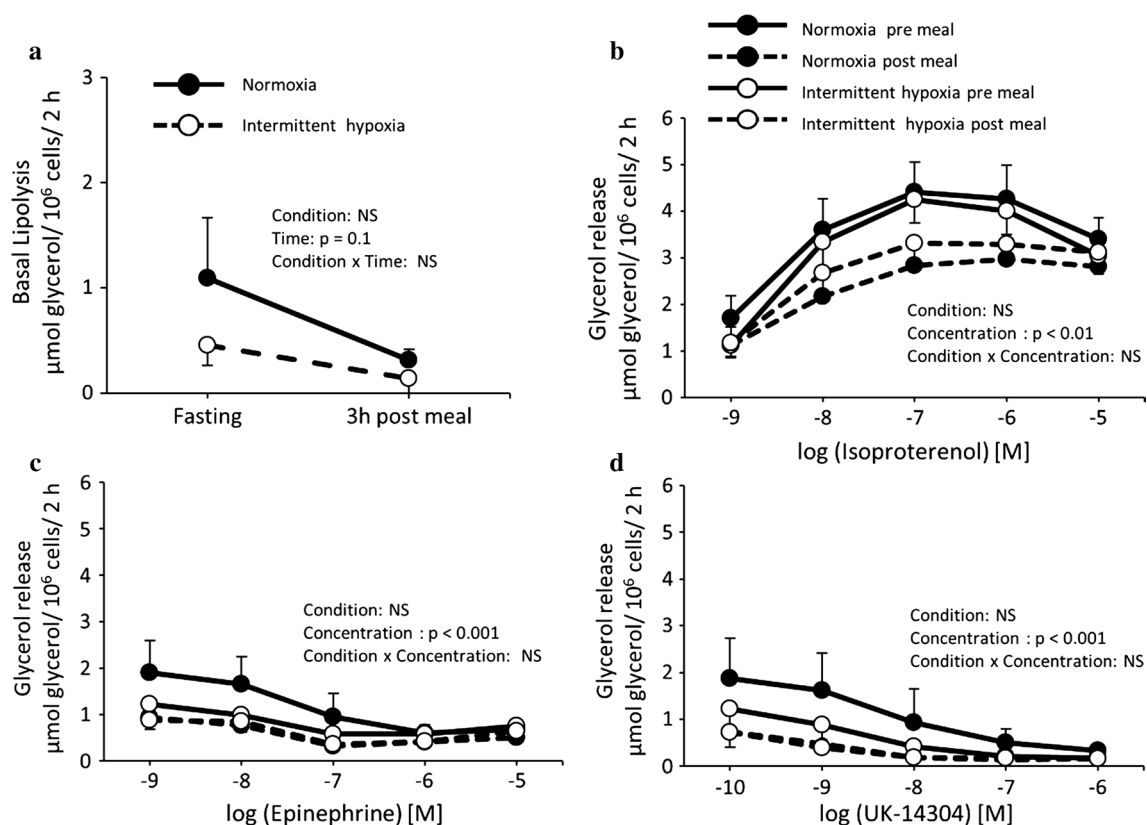 a
Normoxia
Intermittent hypoxia
Basal Lipolysis
µmol glycerol/ 10⁶ cells/ 2 h
3
2
1
0
Condition: NS
Time: p = 0.1
Condition x Time: NS
Fasting
3h post meal
b
Normoxia pre meal
Normoxia post meal
Intermittent hypoxia pre meal
Intermittent hypoxia post meal
Glycerol release
µmol glycerol/ 10⁶ cells/ 2 h
6
5
4
3
2
1
0
Condition: NS
Concentration : p < 0.01
Condition x Concentration: NS
-9 -8 -7 -6 -5
log (Isoproterenol) [M]
c
Glycerol release
µmol glycerol/ 10⁶ cells/ 2 h
6
5
4
3
2
1
0
Condition: NS
Concentration : p < 0.001
Condition x Concentration: NS
-9 -8 -7 -6 -5
log (Epinephrine) [M]
d
Glycerol release
µmol glycerol/ 10⁶ cells/ 2 h
6
5
4
3
2
1
0
Condition: NS
Concentration : p < 0.001
Condition x Concentration: NS
-10 -9 -8 -7 -6
log (UK-14304) [M]